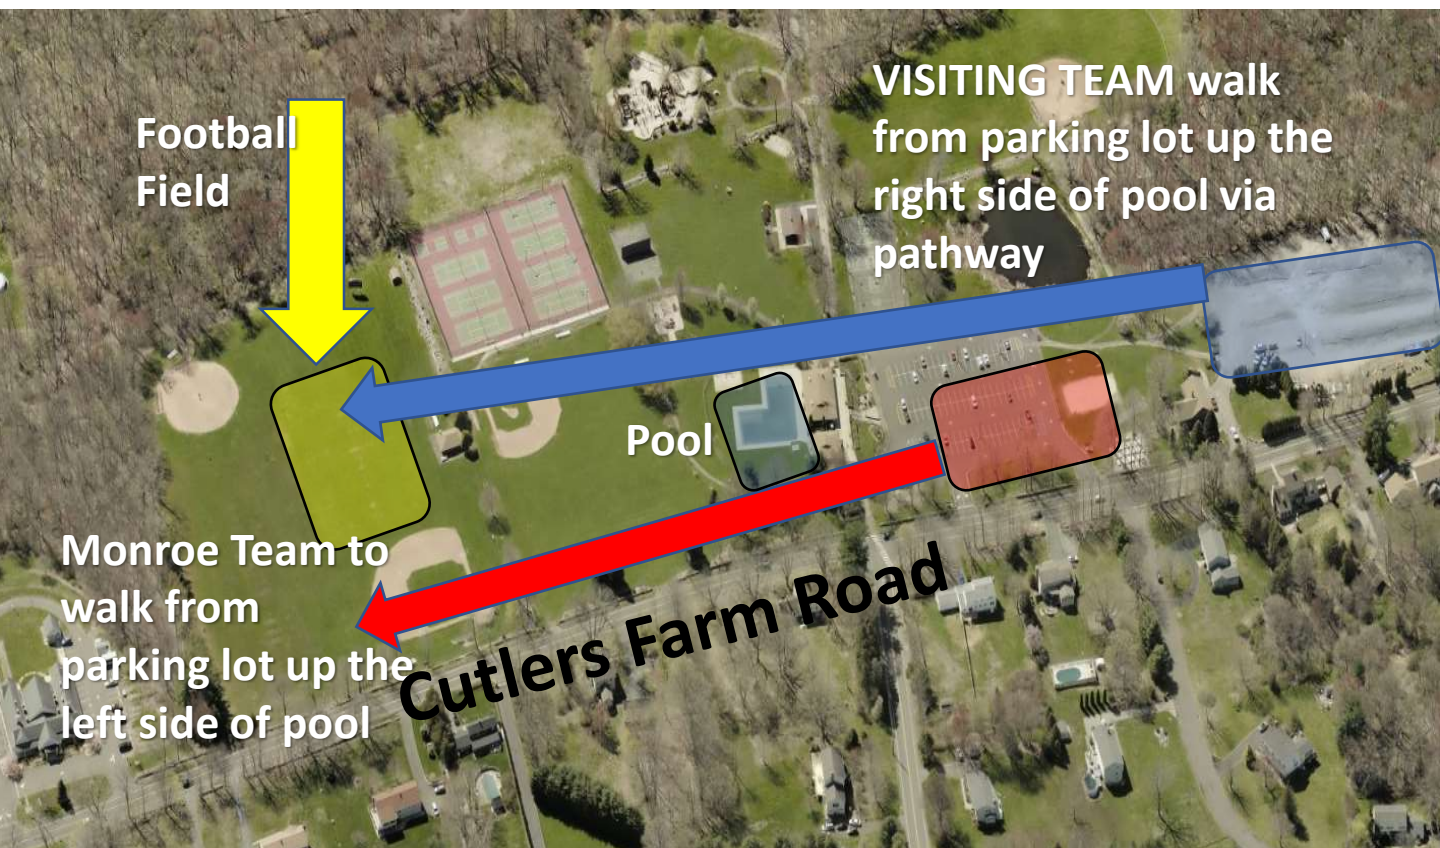 Football
Field
VISITING TEAM walk
from parking lot up the
right side of pool via
pathway
Pool
Monroe Team to
walk from
parking lot up the
left side of pool
Cutlers Farm Road